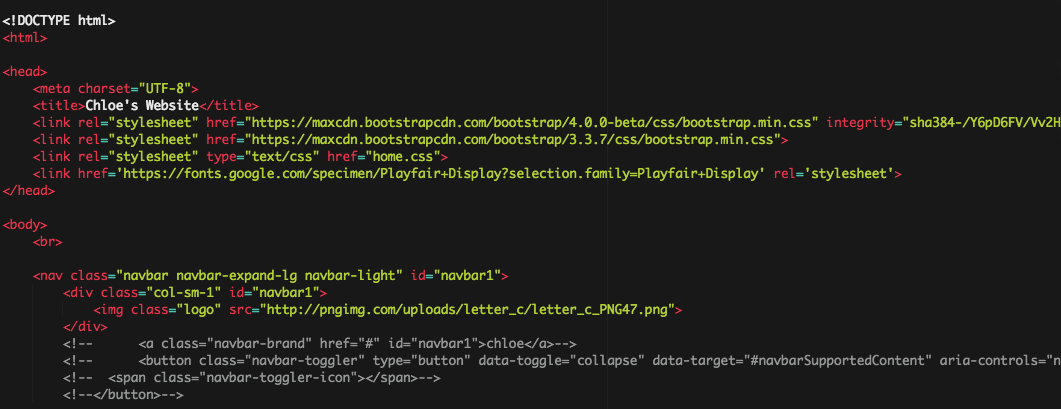 <!DOCTYPE html>
<html>
<head>
<meta charset="UTF-8">
<title>Chloe's Website</title>
<link rel="stylesheet" href="https://maxcdn.bootstrapcdn.com/bootstrap/4.0.0-beta/css/bootstrap.min.css" integrity="sha384-/Y6pD6FV/Vv2H
<link rel="stylesheet" href="https://maxcdn.bootstrapcdn.com/bootstrap/3.3.7/css/bootstrap.min.css">
<link rel="stylesheet" type="text/css" href="home.css">
<link href='https://fonts.google.com/specimen/Playfair+Display?selection.family=Playfair+Display' rel='stylesheet'>
</head>
<body>
<br>
<nav class="navbar navbar-expand-lg navbar-light" id="navbar1">
<div class="col-sm-1" id="navbar1">
<img class="logo" src="http://pngimg.com/uploads/letter_c/letter_c_PNG47.png">
</div>
<!-- <a class="navbar-brand" href="#" id="navbar1">chloe</a>-->
<!-- <button class="navbar-toggler" type="button" data-toggle="collapse" data-target="#navbarSupportedContent" aria-controls="n
<!-- <span class="navbar-toggler-icon"></span>-->
<!--</button>-->